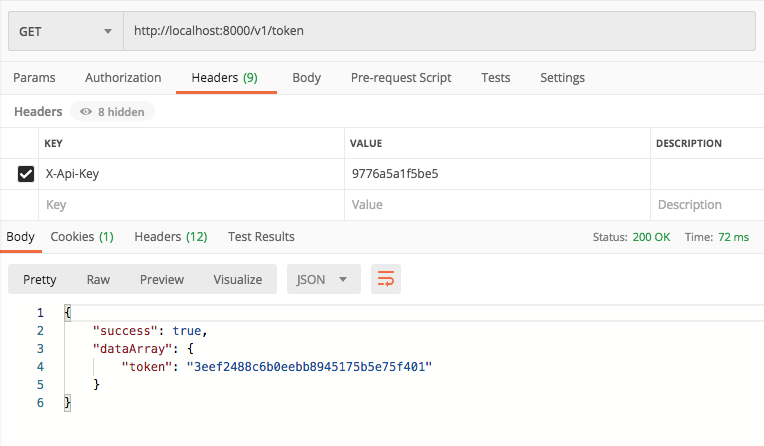 GET http://localhost:8000/v1/token
Params Authorization Headers (9) Body Pre-request Script Tests Settings
Headers 8 hidden
KEY VALUE DESCRIPTION
X-Api-Key 9776a5a1f5be5
Key Value Description
Body Cookies (1) Headers (12) Test Results Status: 200 OK Time: 72 ms
Pretty Raw Preview Visualize JSON
1 {
2 "success": true,
3 "dataArray": {
4 "token": "3eef2488c6b0eebb8945175b5e75f401"
5 }
6 }